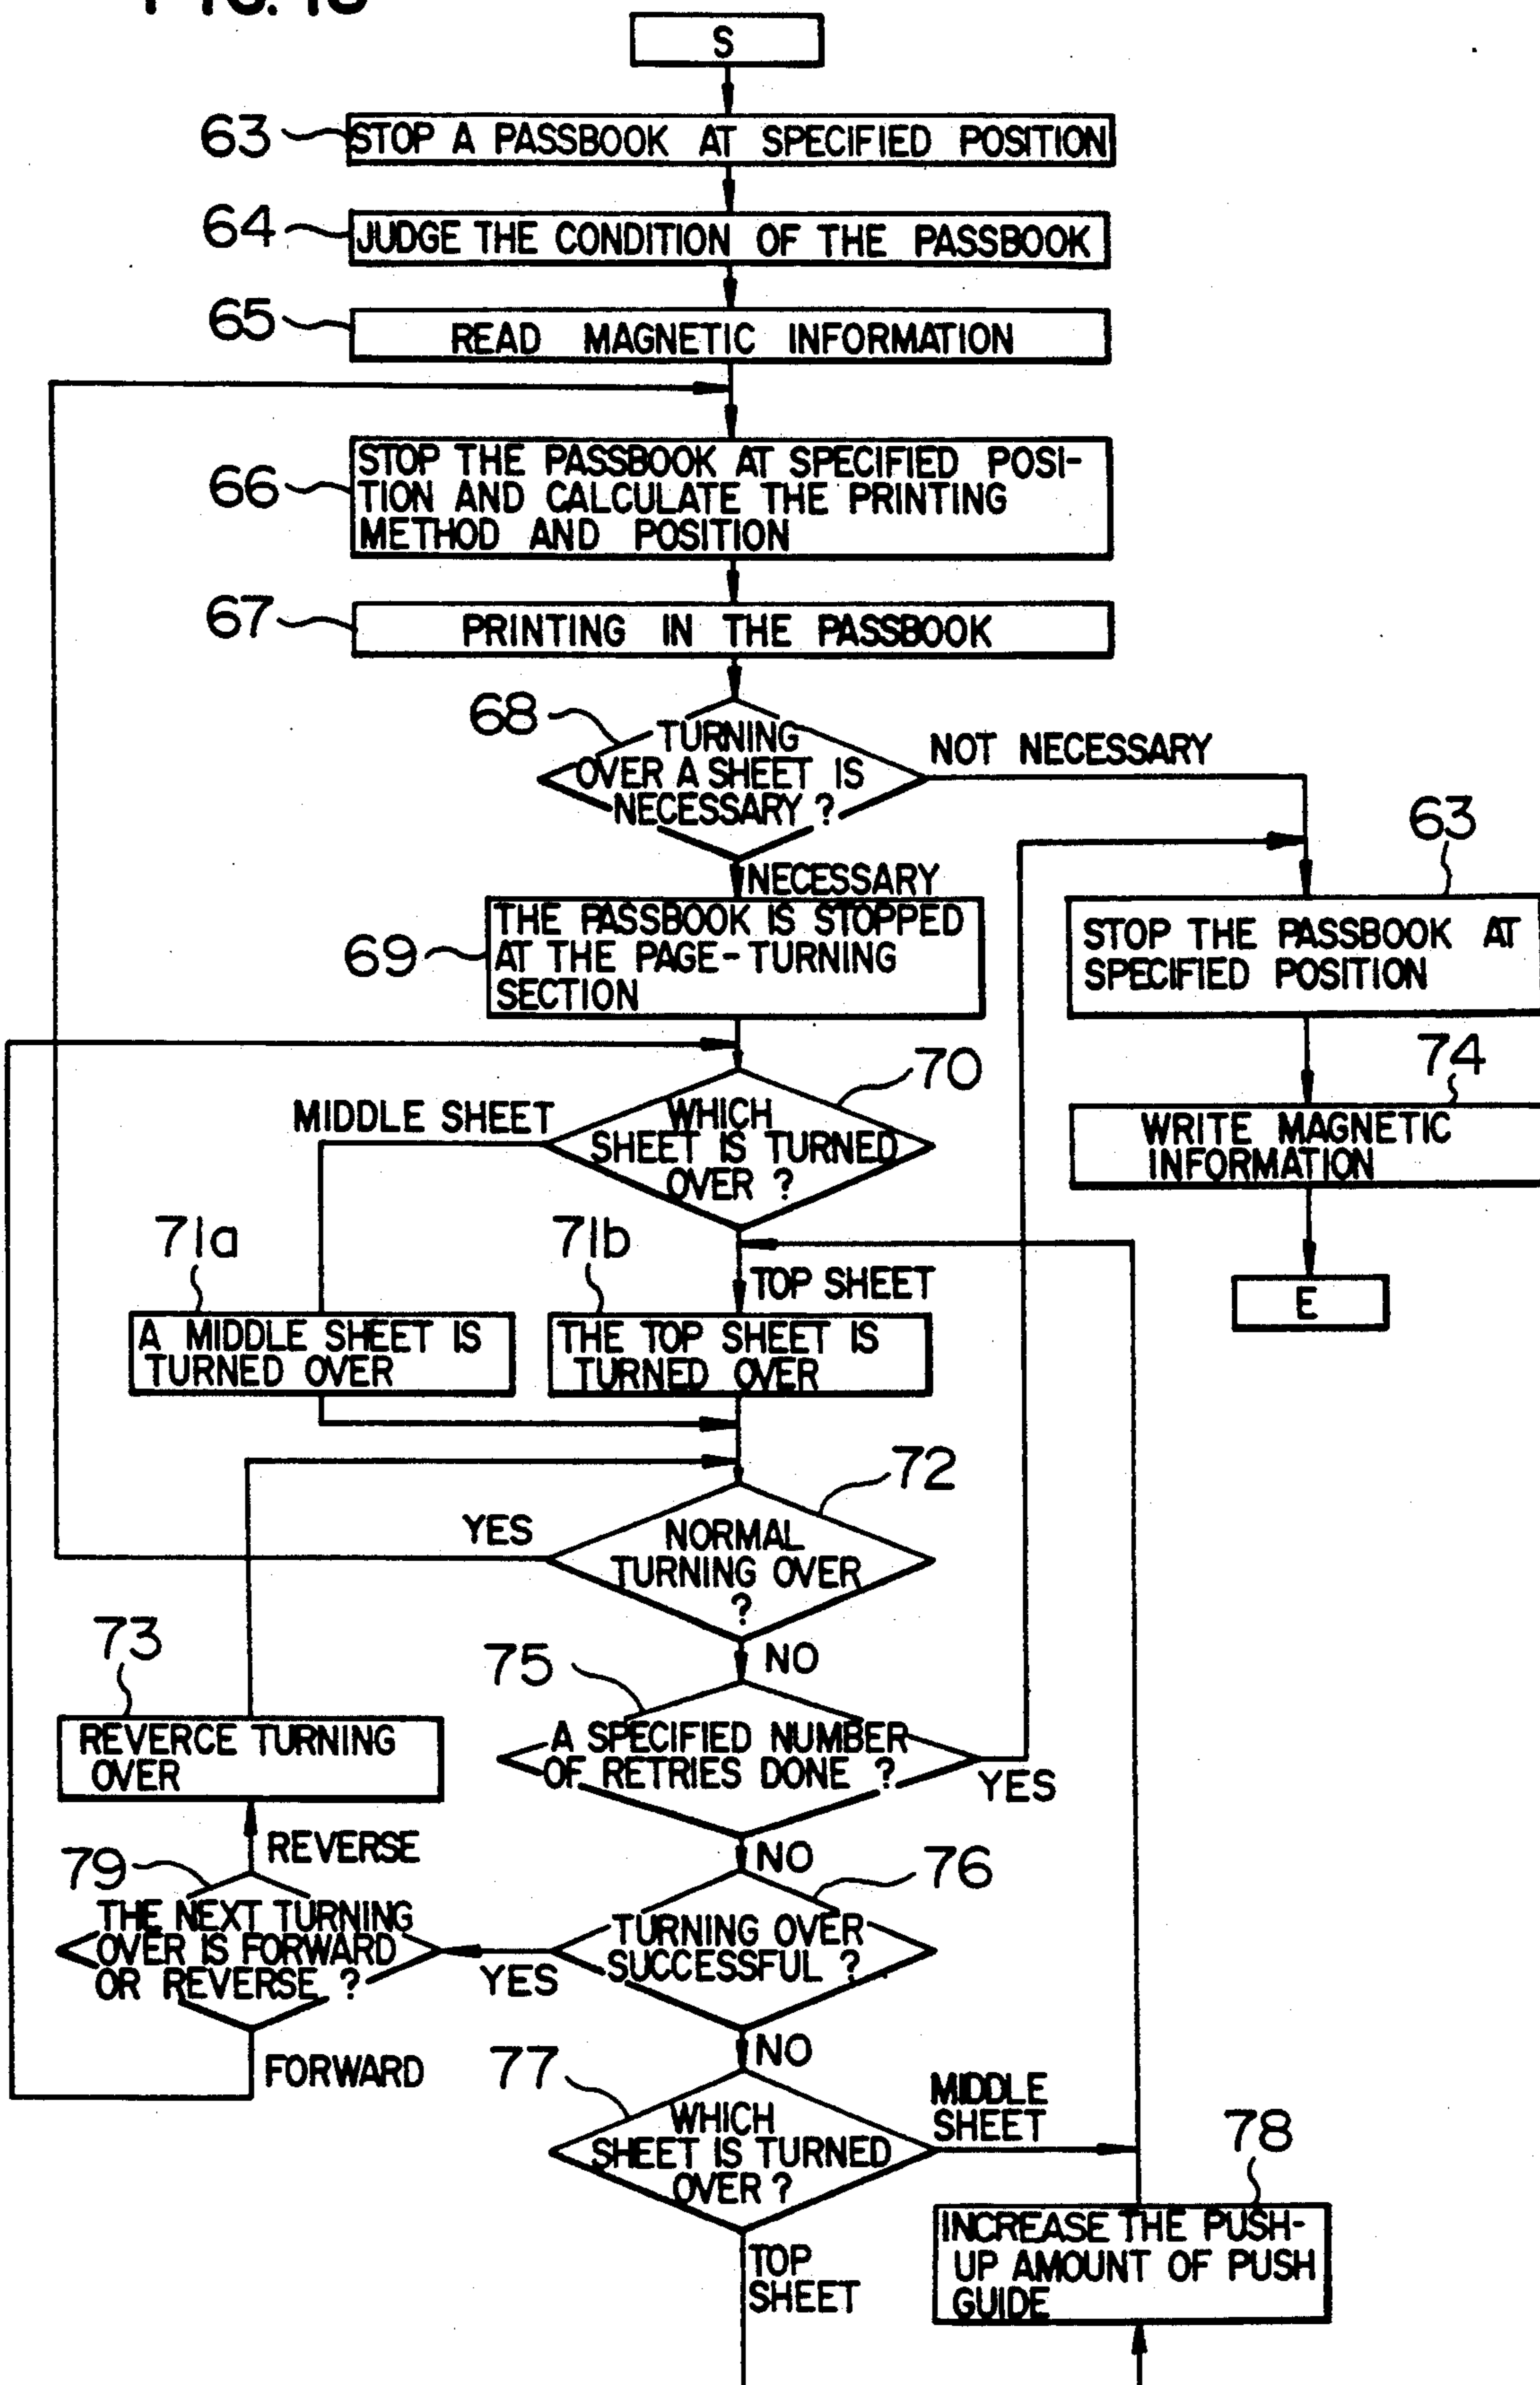 S
63
STOP A PASSBOOK AT SPECIFIED POSITION
64
JUDGE THE CONDITION OF THE PASSBOOK
65
READ MAGNETIC INFORMATION
66
STOP THE PASSBOOK AT SPECIFIED POSI-
TION AND CALCULATE THE PRINTING
METHOD AND POSITION
67
PRINTING IN THE PASSBOOK
68
TURNING
OVER A SHEET IS
NECESSARY ?
NOT NECESSARY
NECESSARY
63
STOP THE PASSBOOK AT
SPECIFIED POSITION
69
THE PASSBOOK IS STOPPED
AT THE PAGE-TURNING
SECTION
74
WRITE MAGNETIC
INFORMATION
E
70
WHICH
SHEET IS TURNED
OVER ?
MIDDLE SHEET
TOP SHEET
71a
A MIDDLE SHEET IS
TURNED OVER
71b
THE TOP SHEET IS
TURNED OVER
72
NORMAL
TURNING OVER
?
YES
NO
73
REVERCE TURNING
OVER
75
A SPECIFIED NUMBER
OF RETRIES DONE ?
YES
NO
REVERSE
79
THE NEXT TURNING
OVER IS FORWARD
OR REVERSE ?
FORWARD
76
TURNING OVER
SUCCESSFUL ?
YES
NO
77
WHICH
SHEET IS TURNED
OVER ?
MIDDLE
SHEET
TOP
SHEET
78
INCREASE THE PUSH-
UP AMOUNT OF PUSH
GUIDE